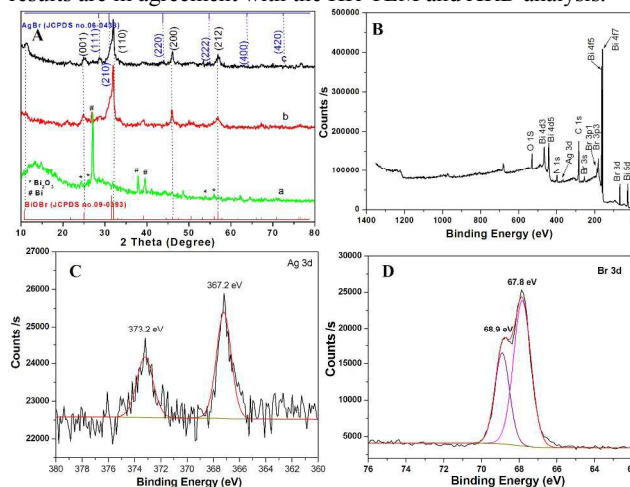 results are in agreement with the HR-TEM and XRD analysis.
A
AgBr (JCPDS no.06-0438)
(001)
(111)
(210)
(110)
(220)
(200)
(222)
(212)
(400)
(420)
c
b
a
#
# #
* *
* *
* Bi2O3
# Bi
BiOBr (JCPDS no.09-0393)
10 20 30 40 50 60 70 80
2 Theta (Degree)
B
Counts /s
500000
400000
300000
200000
100000
0
O 1S
Bi 4d3
Bi 4d5
N 1s
Ag 3d
C 1s
Br 3s
Br 3p1
Br 3p3
Bi 4f5
Bi 4f7
Br 3d
Bi 5d
1400 1200 1000 800 600 400 200 0
Binding Energy (eV)
C
Ag 3d
Counts /s
27000
26000
25000
24000
23000
22000
373.2 eV
367.2 eV
380 378 376 374 372 370 368 366 364 362 360
Binding Energy (eV)
D
Br 3d
Counts /s
30000
25000
20000
15000
10000
5000
68.9 eV
67.8 eV
76 74 72 70 68 66 64
Binding Energy (eV)